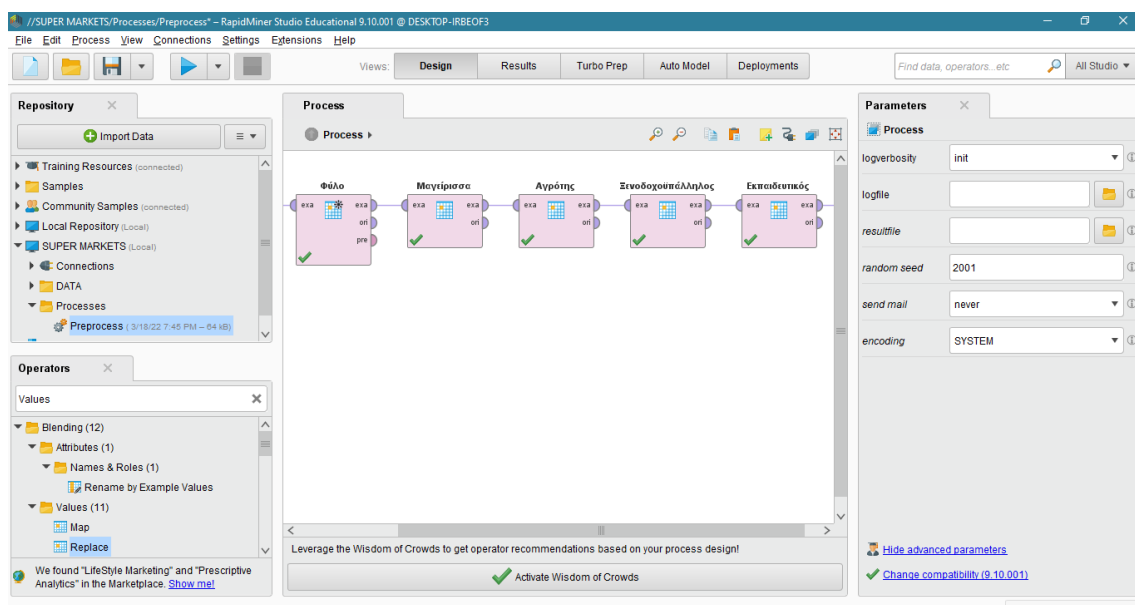 //SUPER MARKETS/Processes/Preprocess* – RapidMiner Studio Educational 9.10.001 @ DESKTOP-IRBEOF3
File Edit Process View Connections Settings Extensions Help
Views: Design Results Turbo Prep Auto Model Deployments Find data, operators...etc All Studio
Repository
Import Data
Training Resources (connected)
Samples
Community Samples (connected)
Local Repository (Local)
SUPER MARKETS (Local)
Connections
DATA
Processes
Preprocess ( 3/18/22 7:45 PM – 64 kB)
Operators
Values
Blending (12)
Attributes (1)
Names & Roles (1)
Rename by Example Values
Values (11)
Map
Replace
We found "LifeStyle Marketing" and "Prescriptive
Analytics" in the Marketplace. Show me!
Process
Process
Φύλο Μαγείρισσα Αγρότης Ξενοδοχοϋπάλληλος Εκπαιδευτικός
exa exa exa exa exa exa exa exa exa exa
ori ori ori ori ori
pre
Leverage the Wisdom of Crowds to get operator recommendations based on your process design!
Activate Wisdom of Crowds
Parameters
Process
logverbosity init
logfile
resultfile
random seed 2001
send mail never
encoding SYSTEM
Hide advanced parameters
Change compatibility (9.10.001)